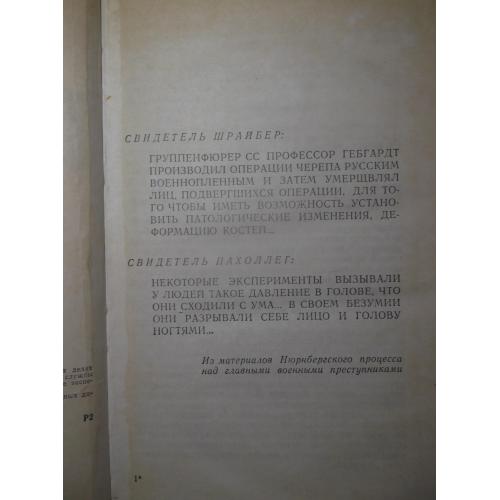 СВИДЕТЕЛЬ ШРАЙБЕР:
ГРУППЕНФЮРЕР СС ПРОФЕССОР ГЕБГАРДТ
ПРОИЗВОДИЛ ОПЕРАЦИИ ЧЕРЕПА РУССКИМ
ВОЕННОПЛЕННЫМ И ЗАТЕМ УМЕРЩВЛЯЛ
ЛИЦ, ПОДВЕРГШИХСЯ ОПЕРАЦИИ, ДЛЯ ТО-
ГО ЧТОБЫ ИМЕТЬ ВОЗМОЖНОСТЬ УСТАНО-
ВИТЬ ПАТОЛОГИЧЕСКИЕ ИЗМЕНЕНИЯ, ДЕ-
ФОРМАЦИЮ КОСТЕЙ...
СВИДЕТЕЛЬ ПАХОЛЛЕГ:
НЕКОТОРЫЕ ЭКСПЕРИМЕНТЫ ВЫЗЫВАЛИ
У ЛЮДЕЙ ТАКОЕ ДАВЛЕНИЕ В ГОЛОВЕ, ЧТО
ОНИ СХОДИЛИ С УМА... В СВОЕМ БЕЗУМИИ
ОНИ РАЗРЫВАЛИ СЕБЕ ЛИЦО И ГОЛОВУ
НОГТЯМИ...
Из материалов Нюрнбергского процесса
над главными военными преступниками
делах
службы
Р2
1*